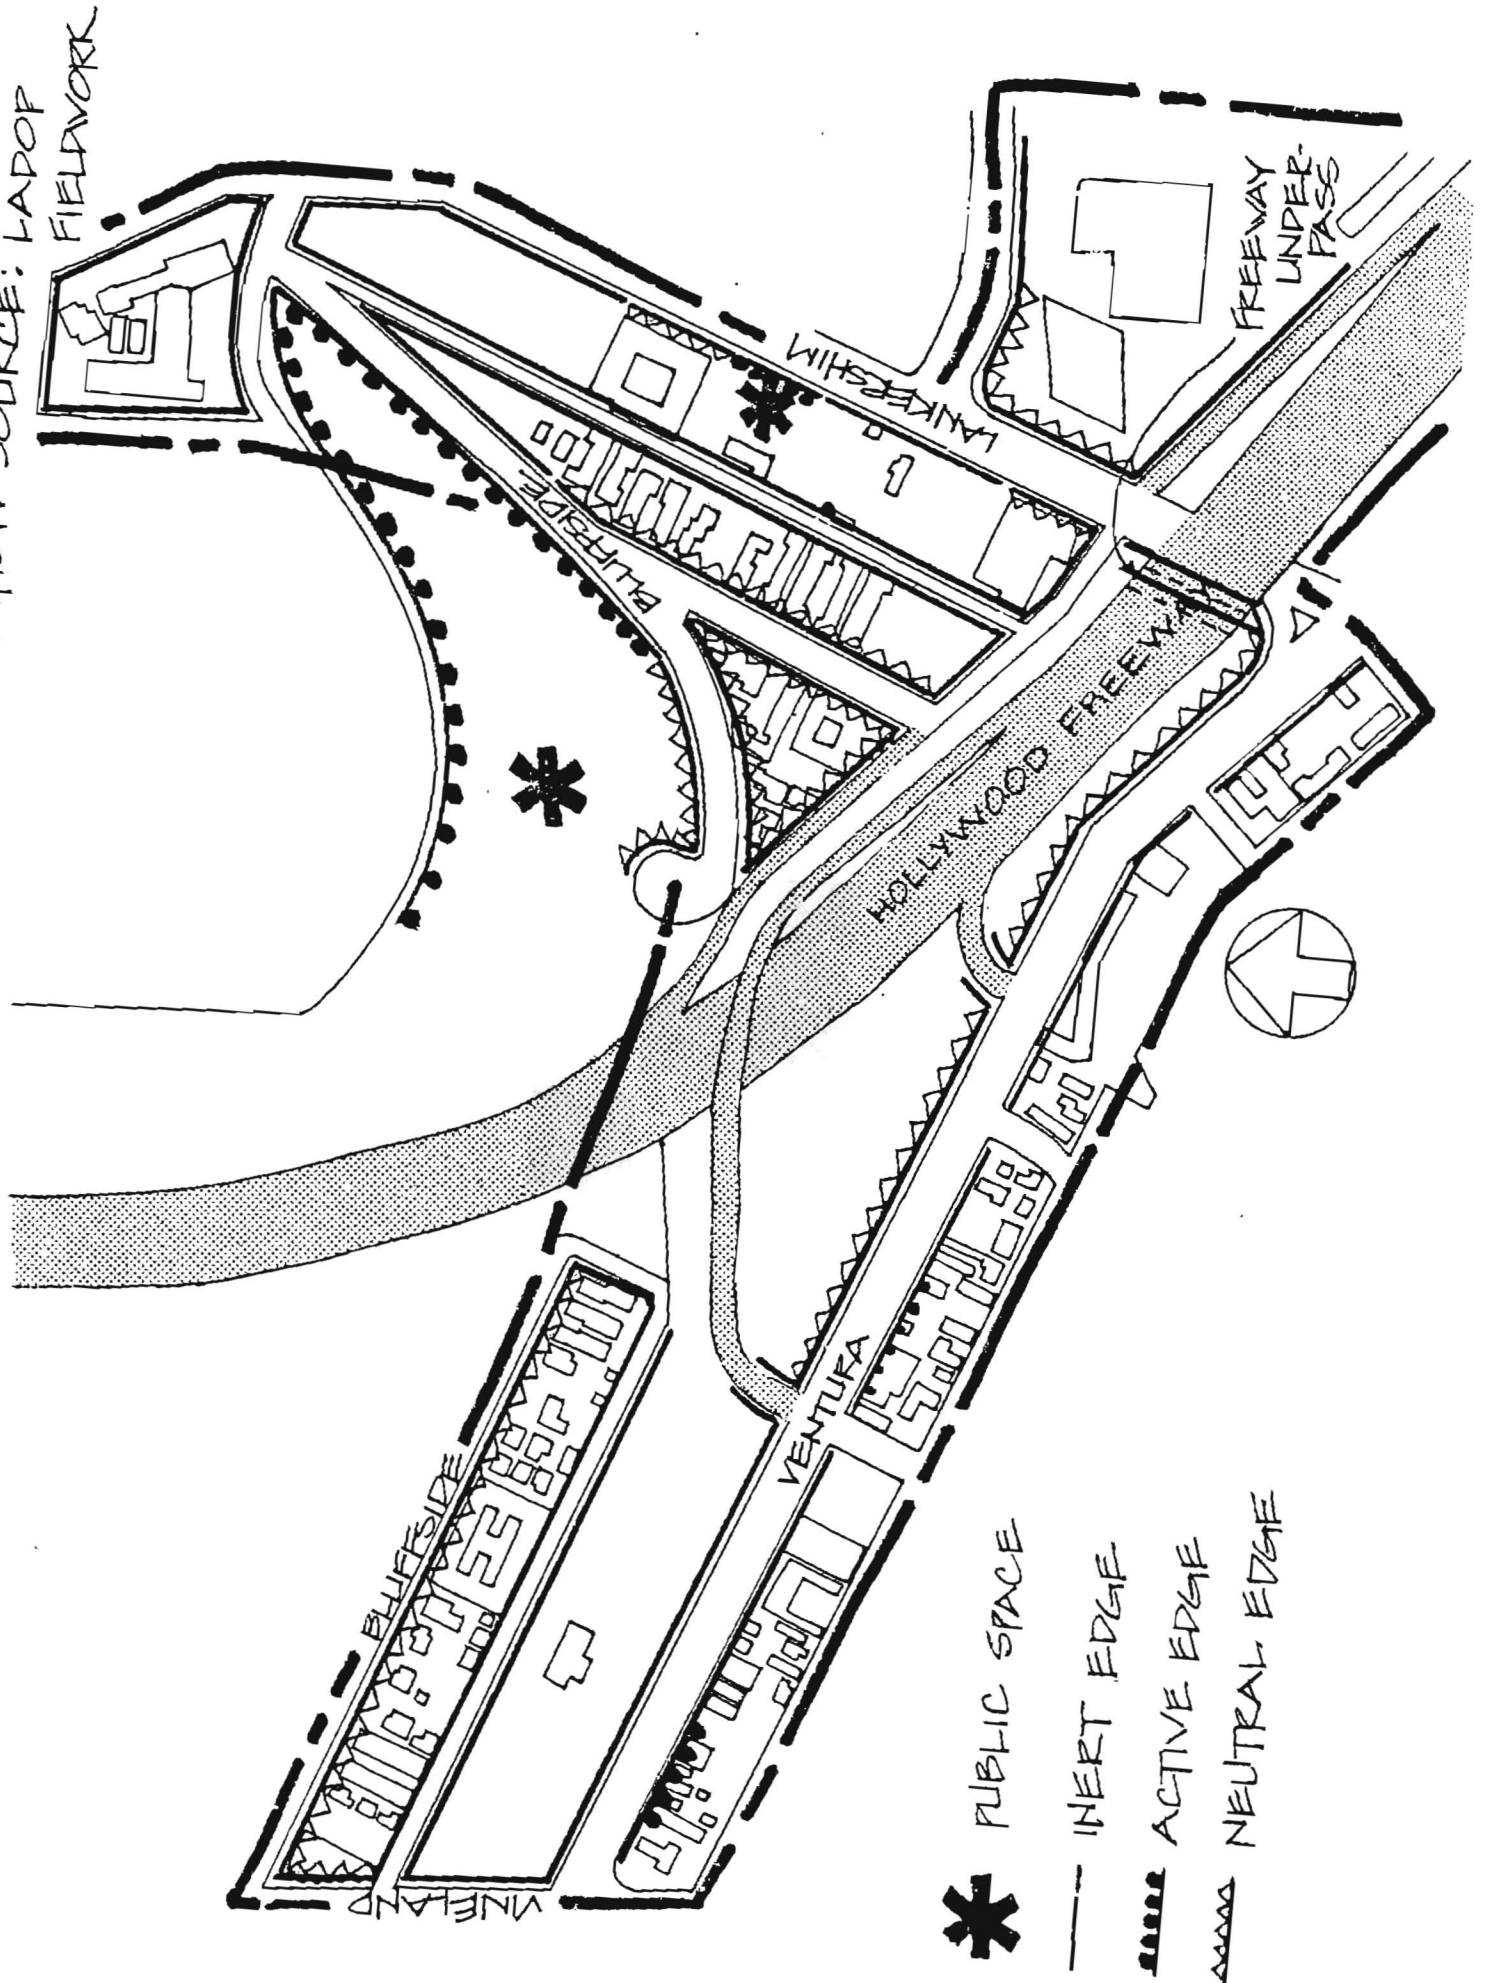 SOURCE: LADOP
FIELDWORK
LANKERSHIM
FREEWAY
UNDER-
PASS
BLUFFSIDE
HOLLYWOOD FREEWAY
BLUFFSIDE
VENTURA
VINELAND
PUBLIC SPACE
INERT EDGE
ACTIVE EDGE
NEUTRAL EDGE